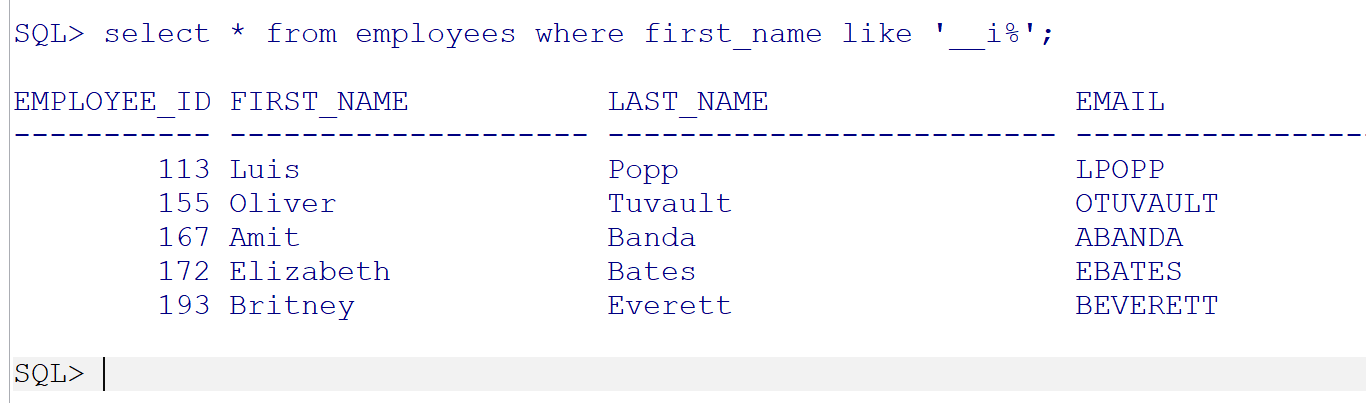 SQL> select * from employees where first_name like '__i%';
EMPLOYEE_ID FIRST_NAME           LAST_NAME                 EMAIL
----------- -------------------- ------------------------- ----------------
        113 Luis                 Popp                      LPOPP
        155 Oliver               Tuvault                   OTUVAULT
        167 Amit                 Banda                     ABANDA
        172 Elizabeth            Bates                     EBATES
        193 Britney              Everett                   BEVERETT
SQL>